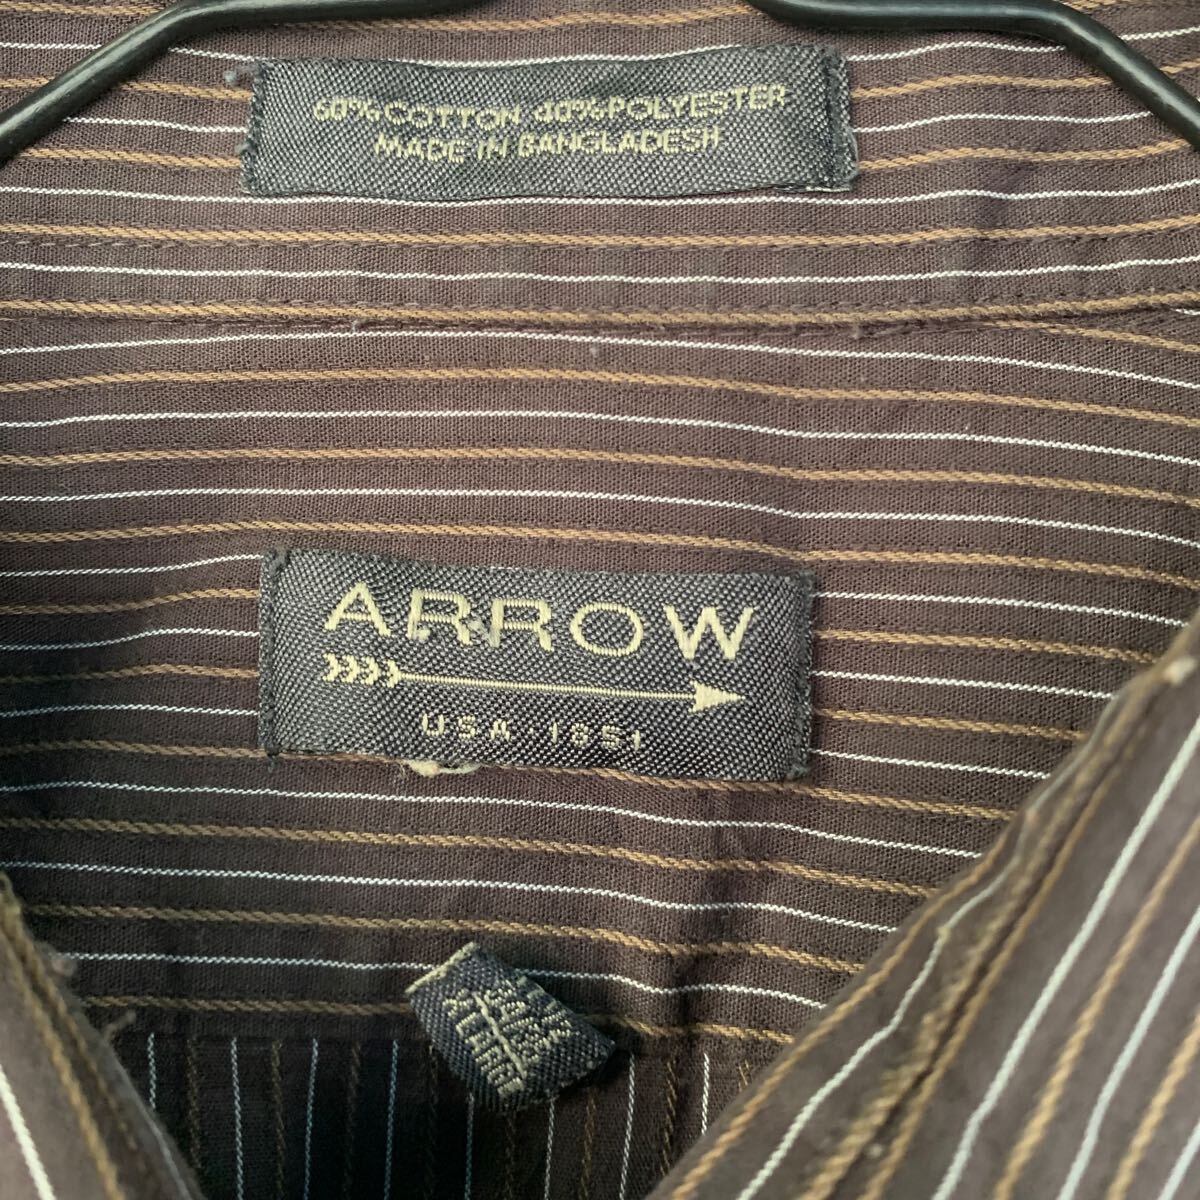 60% COTTON 40% POLYESTER
MADE IN BANGLADESH
ARROW
USA · 1851